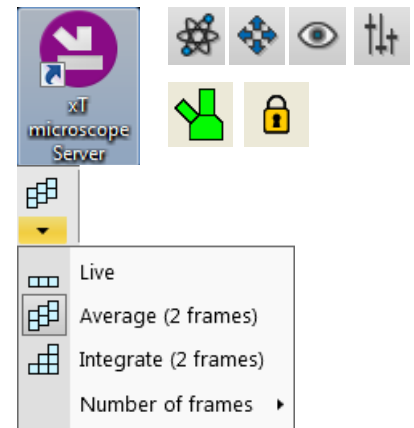 xT
microscope
Server
Live
Average (2 frames)
Integrate (2 frames)
Number of frames